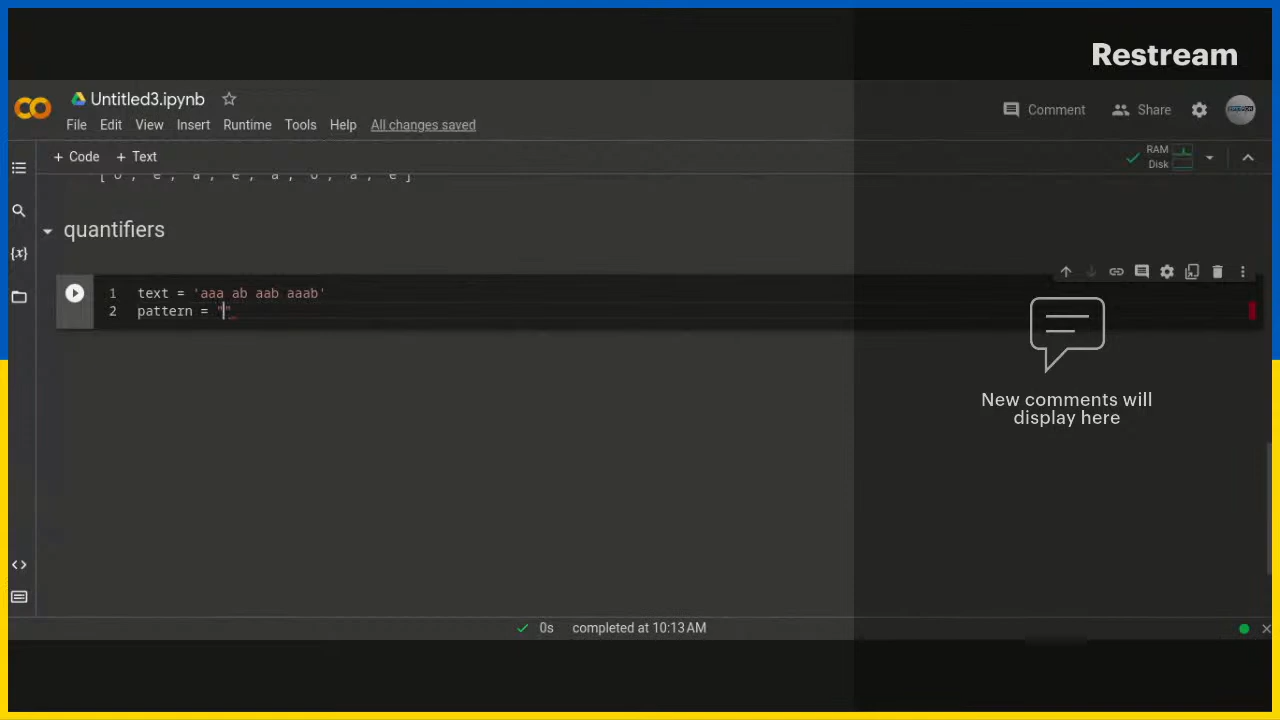 Restream
Untitled3.ipynb
Comment
Share
File Edit View Insert Runtime Tools Help All changes saved
+ Code + Text
RAM
Disk
quantifiers
{x}
1 text = 'aaa ab aab aaab'
2 pattern = ""
New comments will
display here
0s completed at 10:13 AM